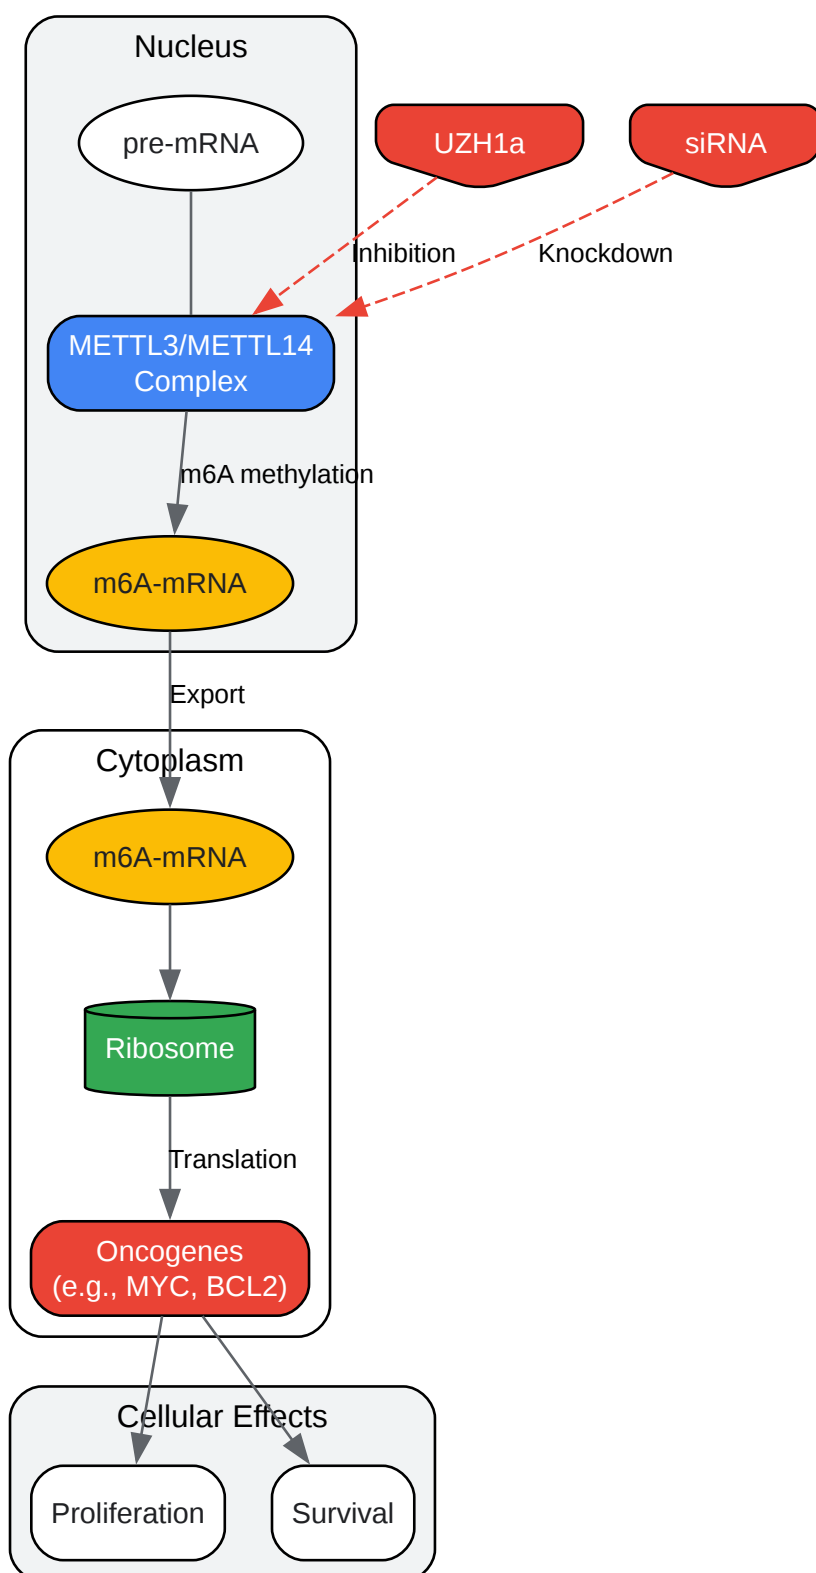 Nucleus
pre-mRNA
UZH1a
siRNA
Inhibition
Knockdown
METTL3/METTL14
Complex
m6A methylation
m6A-mRNA
Export
Cytoplasm
m6A-mRNA
Ribosome
Translation
Oncogenes
(e.g., MYC, BCL2)
Cellular Effects
Proliferation
Survival